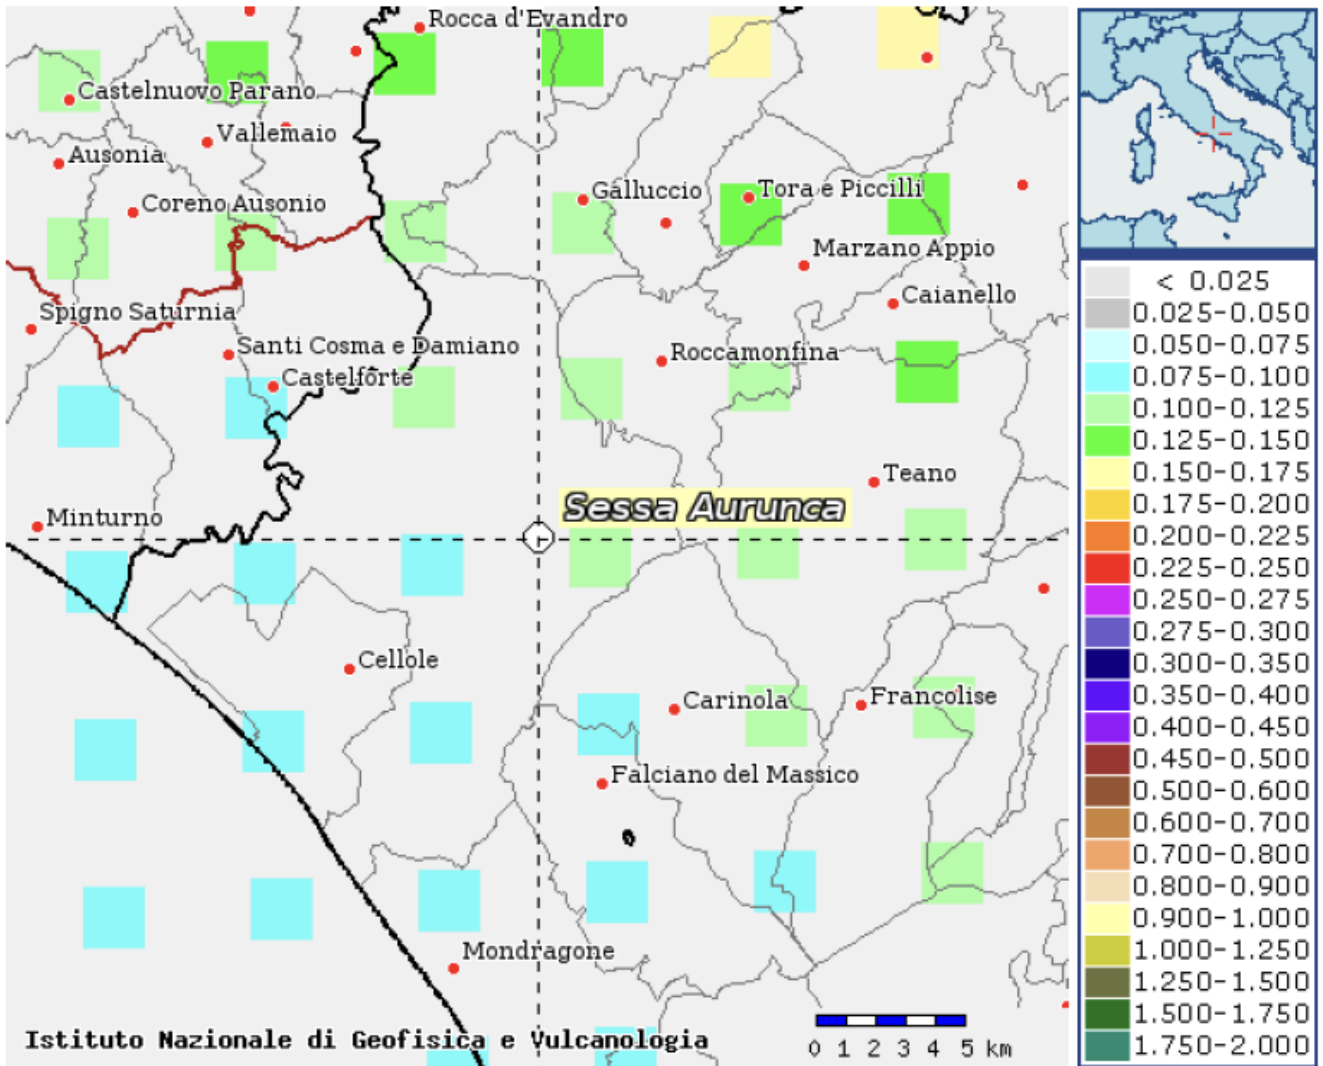 Rocca d'Evandro
Castelnuovo Parano
Vallemaio
Ausonia
Coreno Ausonio
Galluccio
Tora e Piccilli
Marzano Appio
Caianello
Spigno Saturnia
Santi Cosma e Damiano
Castelforte
Roccamonfina
Teano
Sessa Aurunca
Minturno
Cellole
Carinola
Francolise
Falciano del Massico
Mondragone
Istituto Nazionale di Geofisica e Vulcanologia
0 1 2 3 4 5 km
< 0.025
0.025-0.050
0.050-0.075
0.075-0.100
0.100-0.125
0.125-0.150
0.150-0.175
0.175-0.200
0.200-0.225
0.225-0.250
0.250-0.275
0.275-0.300
0.300-0.350
0.350-0.400
0.400-0.450
0.450-0.500
0.500-0.600
0.600-0.700
0.700-0.800
0.800-0.900
0.900-1.000
1.000-1.250
1.250-1.500
1.500-1.750
1.750-2.000